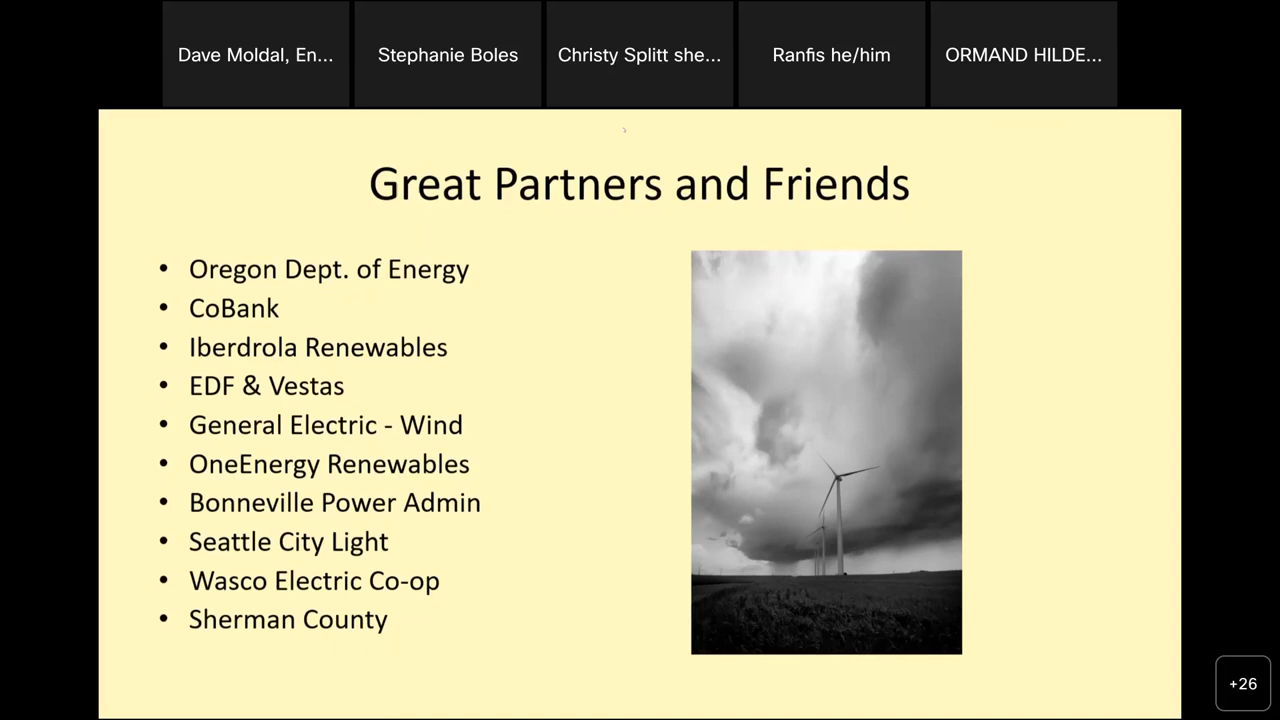 Dave Moldal, En...
Stephanie Boles
Christy Splitt she...
Ranfis he/him
ORMAND HILDE...
Great Partners and Friends
• Oregon Dept. of Energy
• CoBank
• Iberdrola Renewables
• EDF & Vestas
• General Electric - Wind
• OneEnergy Renewables
• Bonneville Power Admin
• Seattle City Light
• Wasco Electric Co-op
• Sherman County
+26